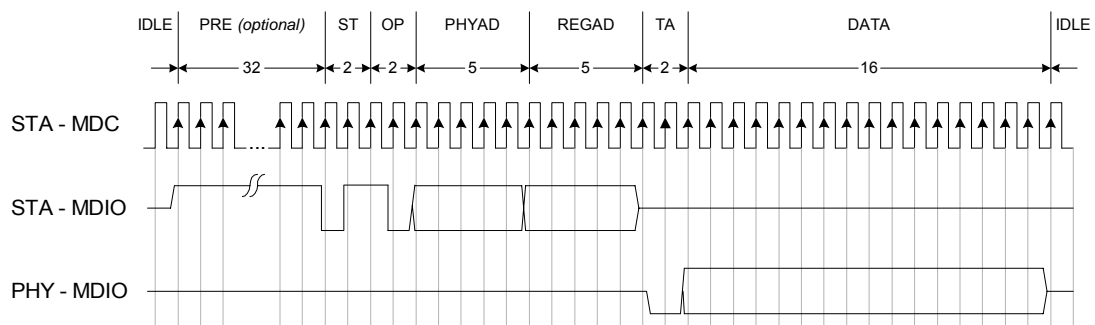 IDLE PRE (optional) ST OP PHYAD REGAD TA DATA IDLE
32 2 2 5 5 2 16
STA - MDC
...
STA - MDIO
PHY - MDIO